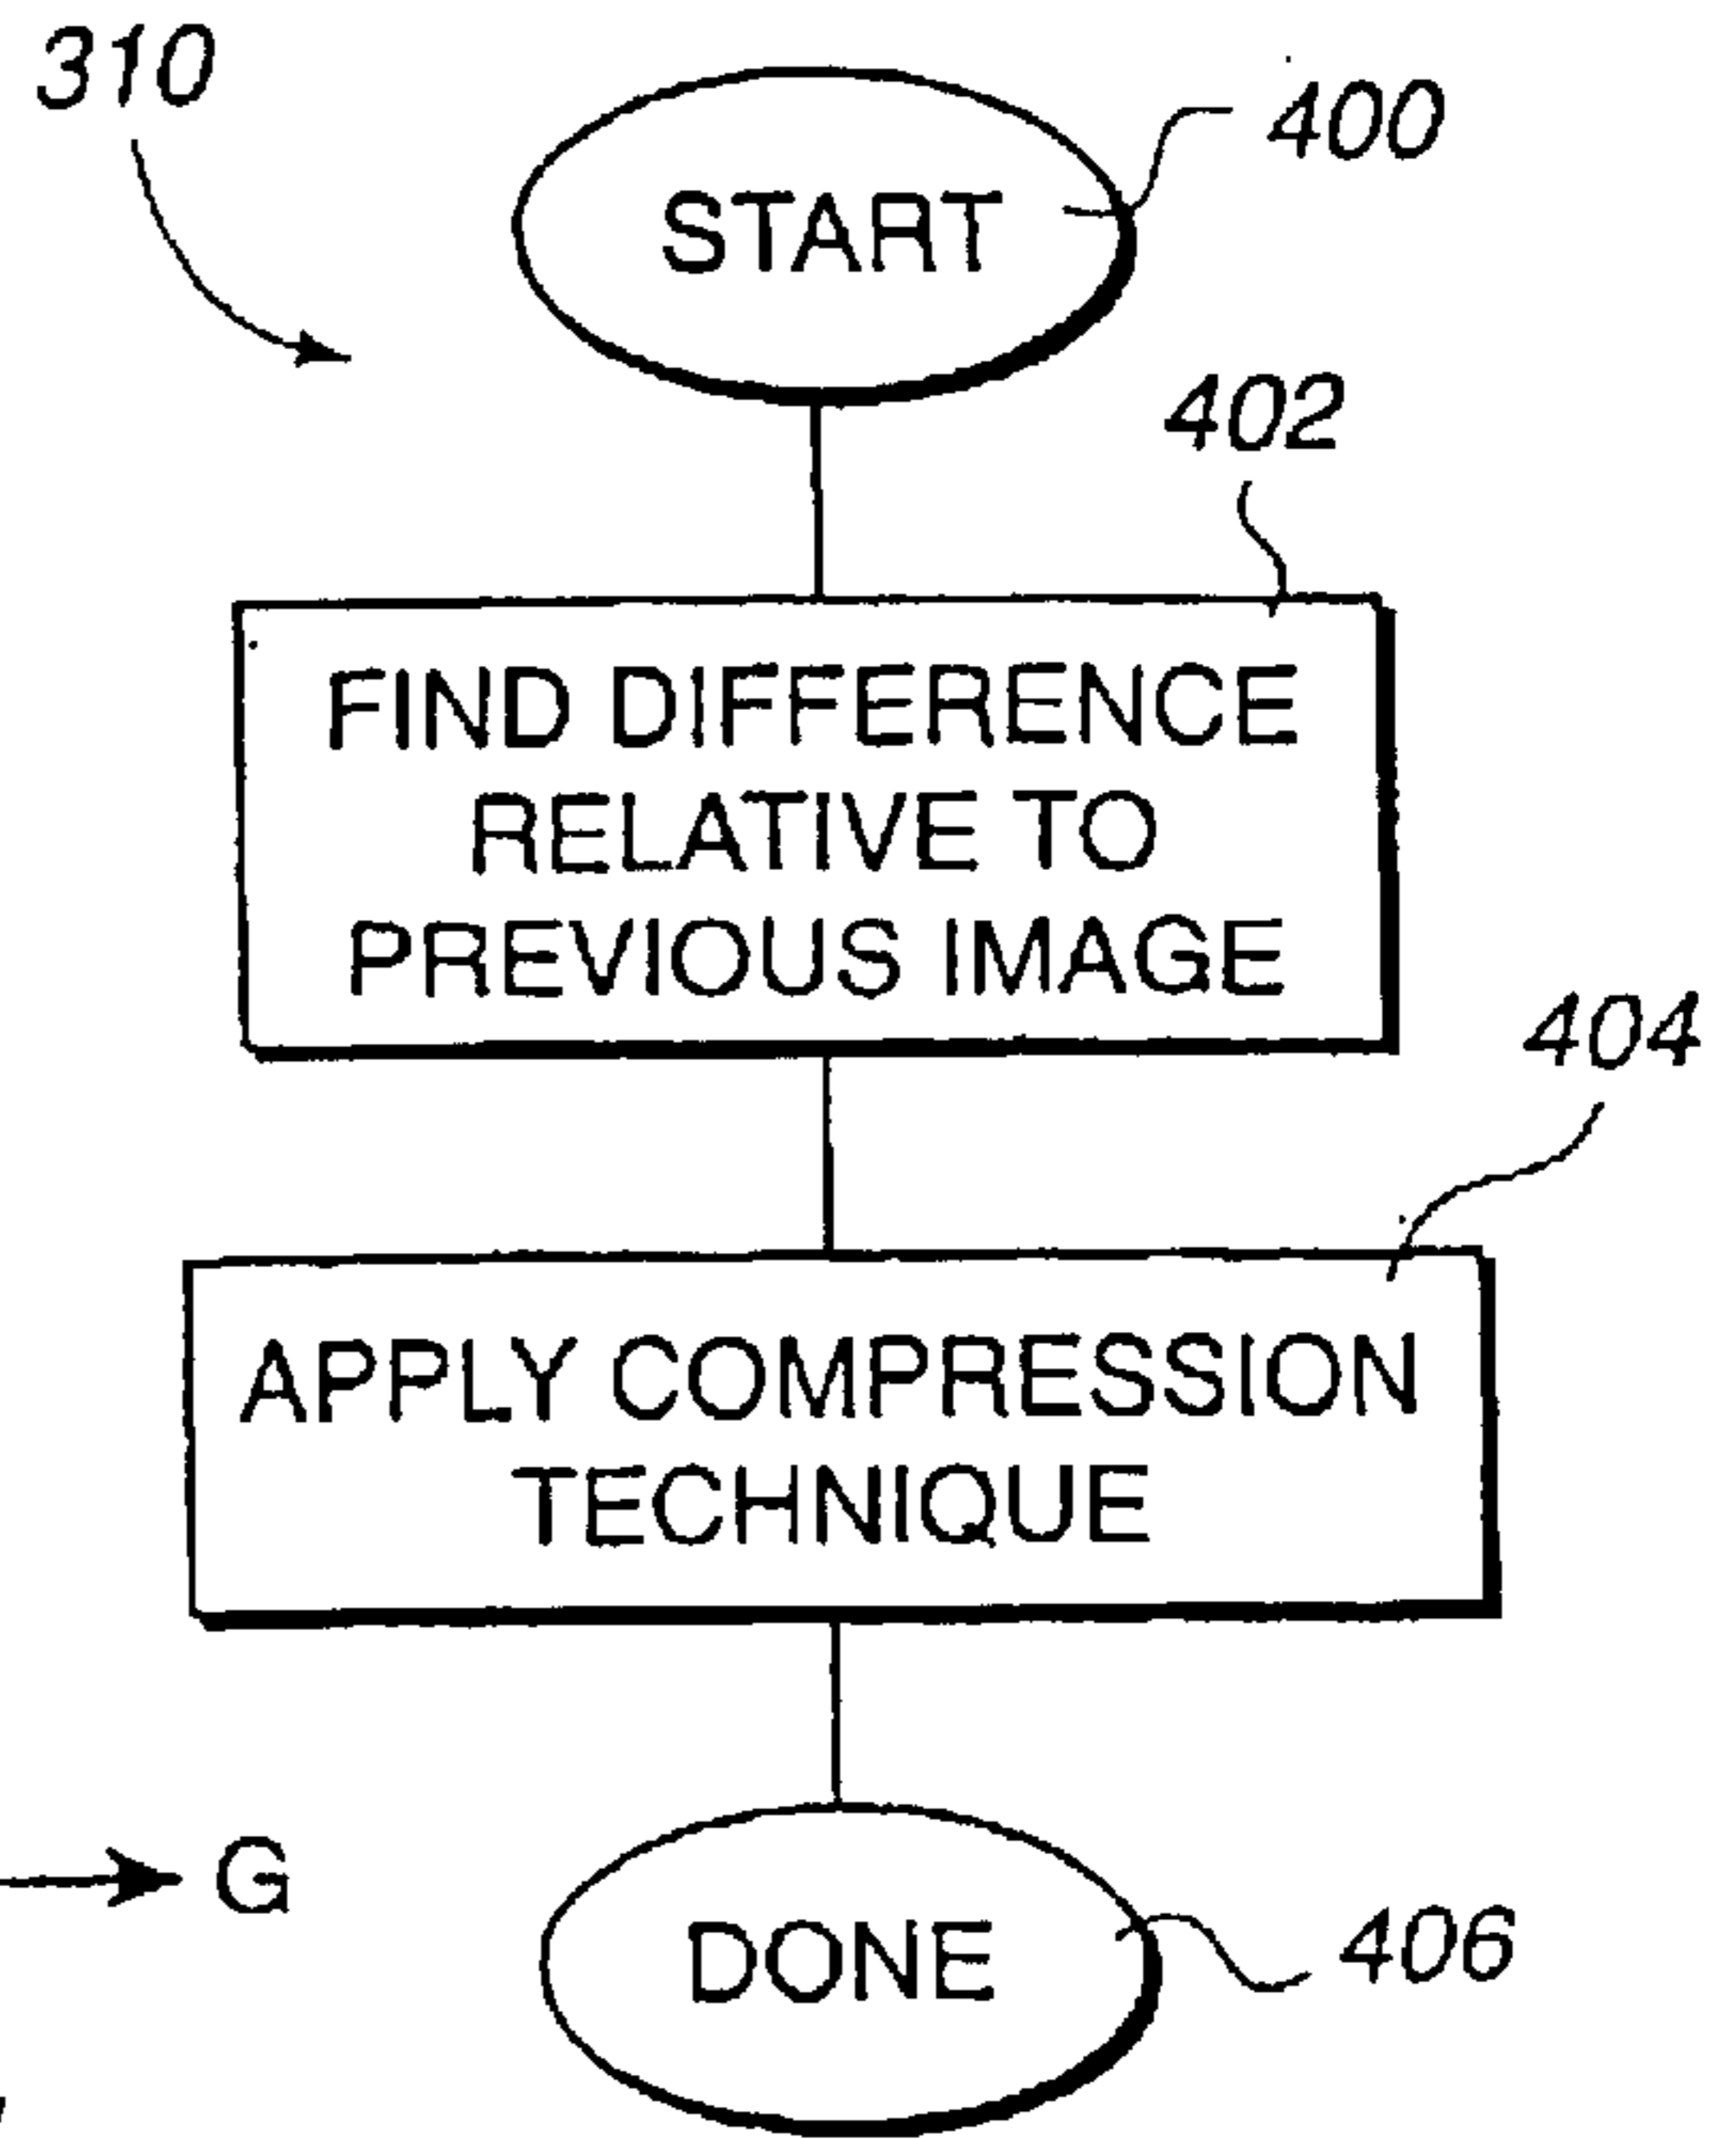 310
400
START
402
FIND DIFFERENCE
RELATIVE TO
PREVIOUS IMAGE
404
APPLY COMPRESSION
TECHNIQUE
G
DONE
406